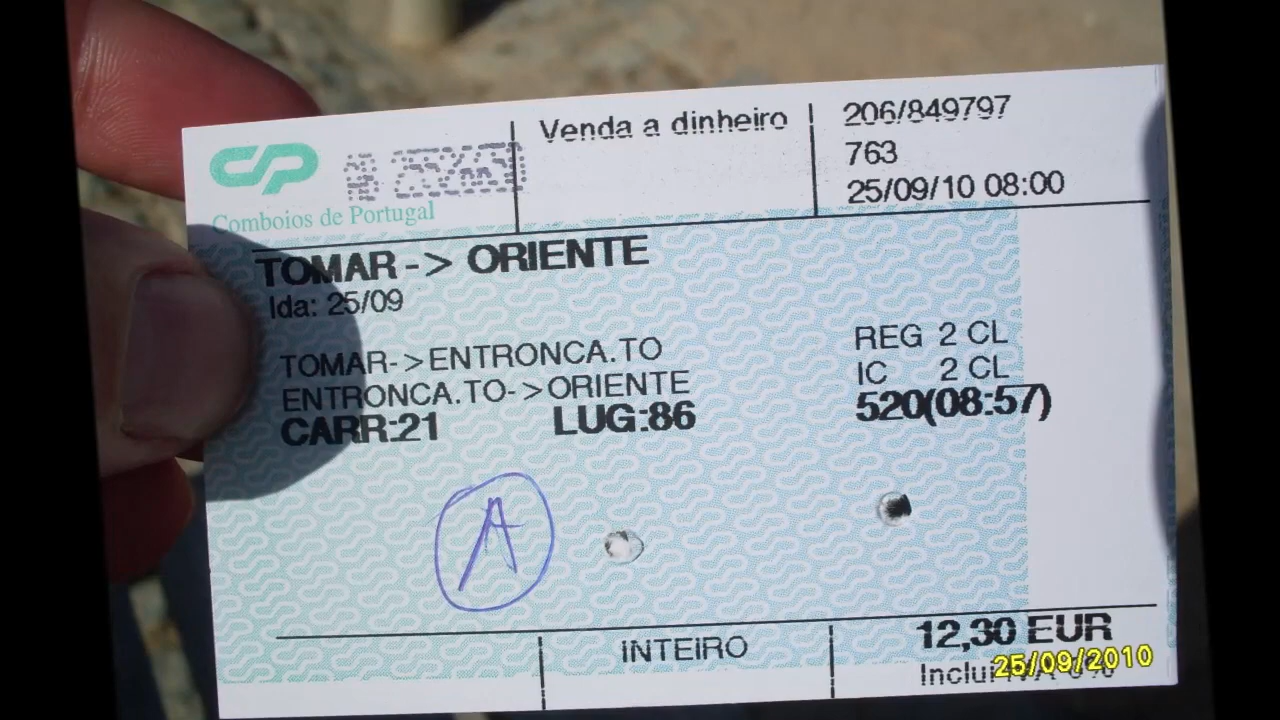 CP
Comboios de Portugal
Venda a dinheiro
206/849797
763
25/09/10 08:00
TOMAR-> ORIENTE
Ida: 25/09
TOMAR->ENTRONCA.TO REG 2 CL
ENTRONCA.TO->ORIENTE IC 2 CL
CARR:21 LUG:86 520(08:57)
A
INTEIRO
12,30 EUR
Inclui IVA
25/09/2010